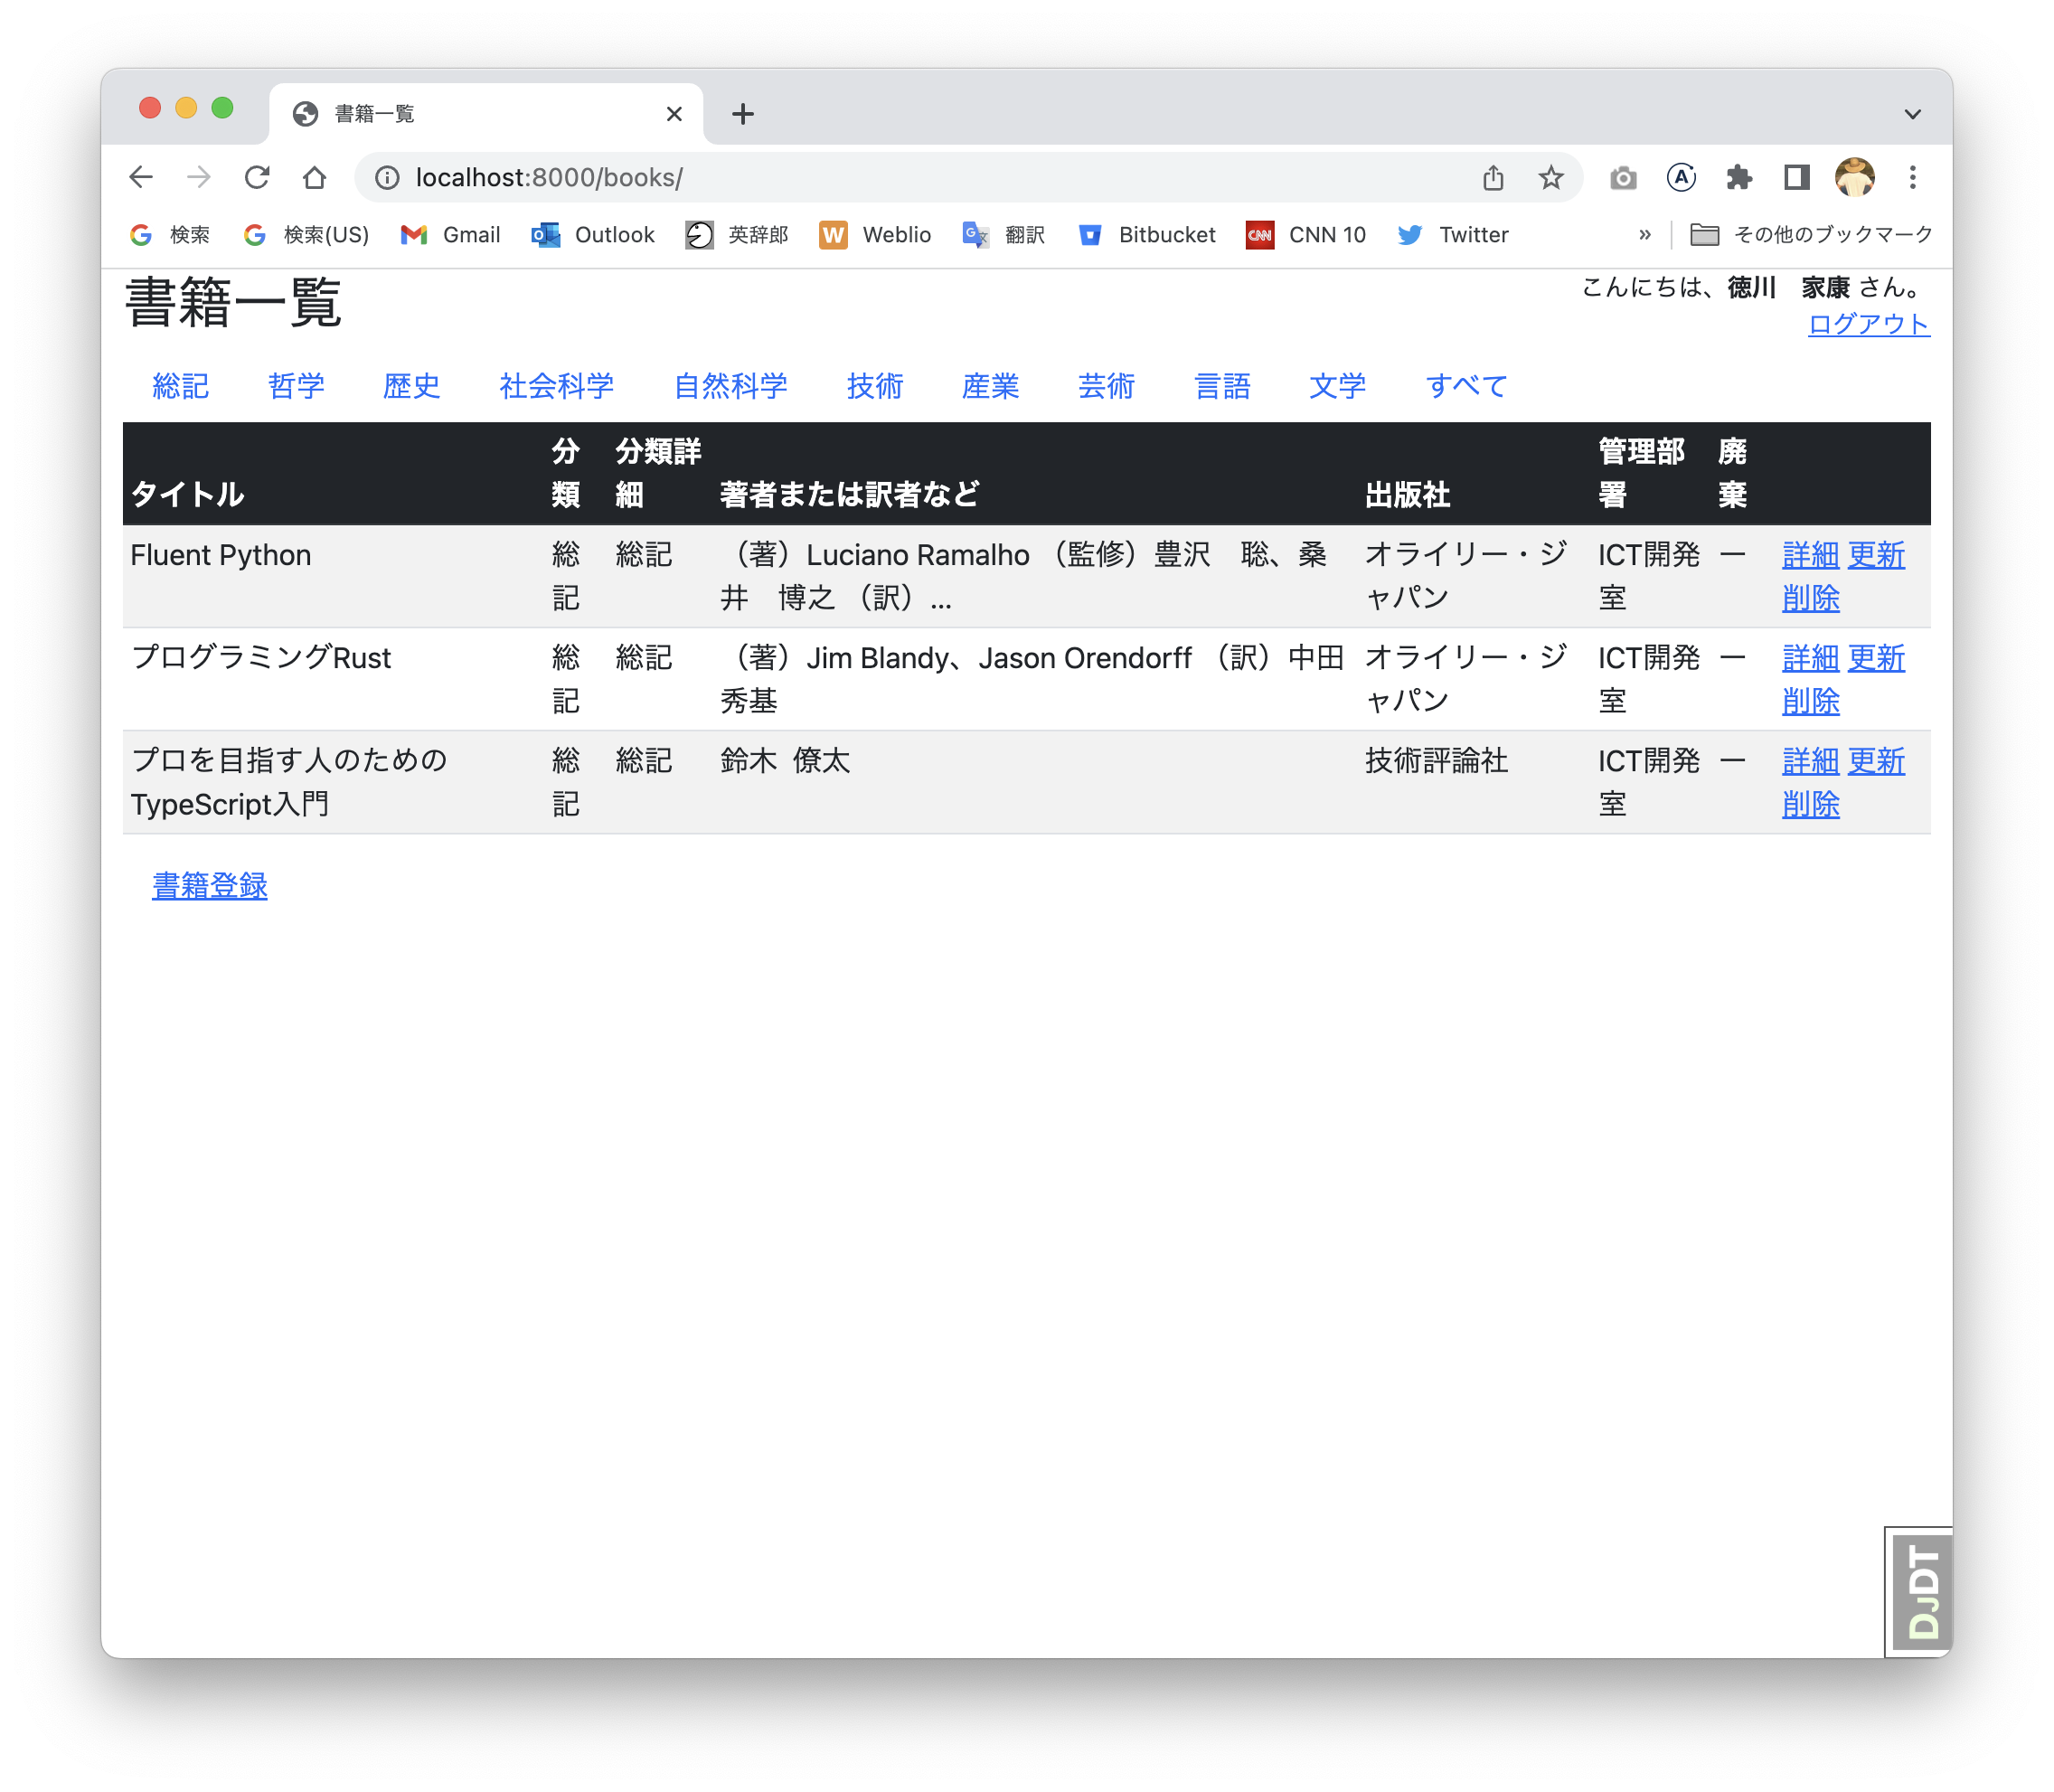 書籍一覧
localhost:8000/books/
検索 検索(US) Gmail Outlook 英辞郎 Weblio 翻訳 Bitbucket CNN 10 Twitter » その他のブックマーク
書籍一覧
こんにちは、徳川　家康 さん。
ログアウト
総記 哲学 歴史 社会科学 自然科学 技術 産業 芸術 言語 文学 すべて
タイトル 分類 分類詳細 著者または訳者など 出版社 管理部署 廃棄
Fluent Python 総記 総記 （著）Luciano Ramalho （監修）豊沢　聡、桑井　博之 （訳）... オライリー・ジャパン ICT開発室 — 詳細 更新 削除
プログラミングRust 総記 総記 （著）Jim Blandy、Jason Orendorff （訳）中田 秀基 オライリー・ジャパン ICT開発室 — 詳細 更新 削除
プロを目指す人のためのTypeScript入門 総記 総記 鈴木 僚太 技術評論社 ICT開発室 — 詳細 更新 削除
書籍登録
DJDT